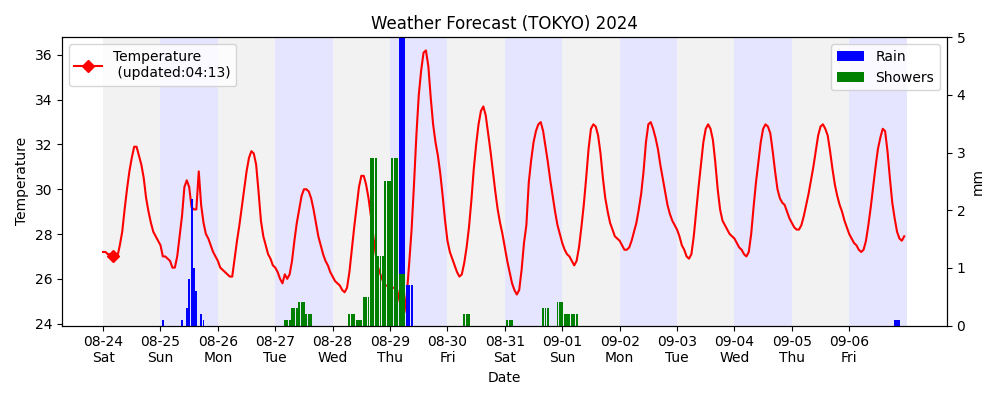 Weather Forecast (TOKYO) 2024
Temperature
(updated:04:13)
Rain
Showers
36
34
32
30
28
26
24
Temperature
5
4
3
2
1
0
mm
08-24 08-25 08-26 08-27 08-28 08-29 08-30 08-31 09-01 09-02 09-03 09-04 09-05 09-06
Sat Sun Mon Tue Wed Thu Fri Sat Sun Mon Tue Wed Thu Fri
Date